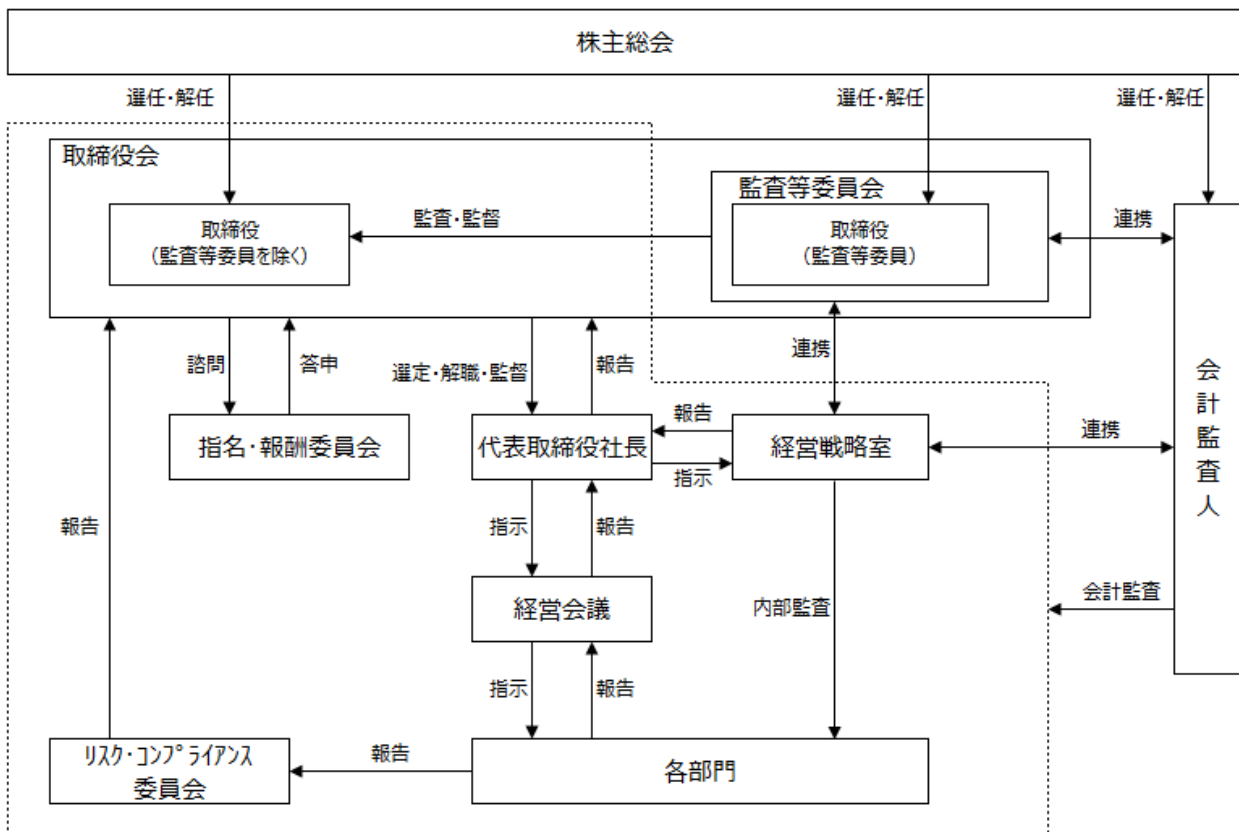 株主総会
選任・解任
選任・解任
選任・解任
取締役会
監査等委員会
取締役
(監査等委員を除く)
監査・監督
取締役
(監査等委員)
連携
諮問
答申
選定・解職・監督
報告
連携
会計監査人
指名・報酬委員会
代表取締役社長
報告
指示
経営戦略室
連携
報告
指示
報告
経営会議
内部監査
会計監査
指示
報告
リスク・コンプライアンス
委員会
報告
各部門